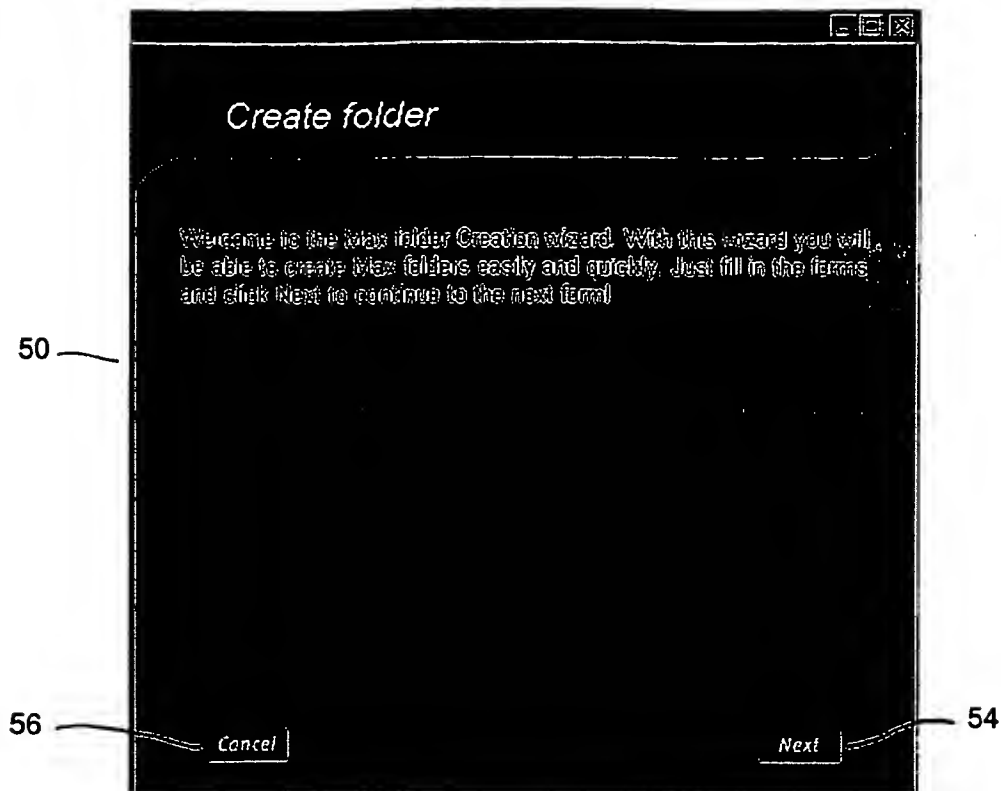 Create folder
Welcome to the Max folder Creation wizard. With this wizard you will
be able to create Max folders easily and quickly. Just fill in the forms
and click Next to continue to the next form!
50
56
Cancel
Next
54